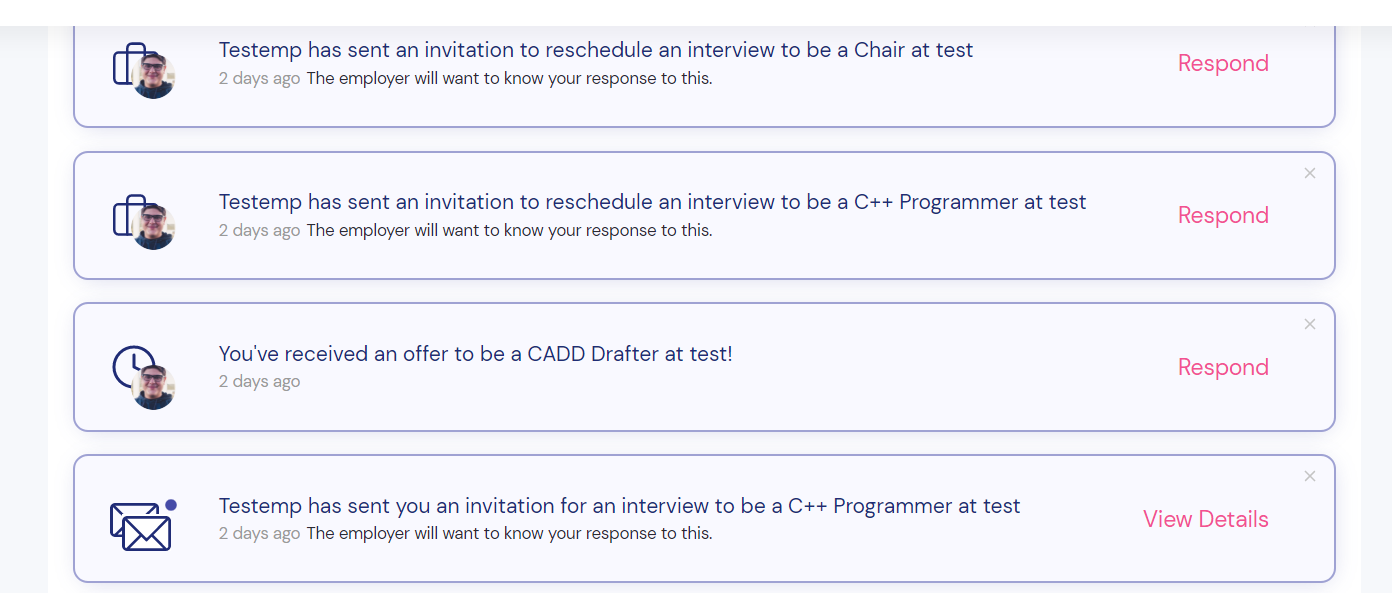 Testemp has sent an invitation to reschedule an interview to be a Chair at test
2 days ago The employer will want to know your response to this.
Respond
Testemp has sent an invitation to reschedule an interview to be a C++ Programmer at test
2 days ago The employer will want to know your response to this.
Respond
You've received an offer to be a CADD Drafter at test!
2 days ago
Respond
Testemp has sent you an invitation for an interview to be a C++ Programmer at test
2 days ago The employer will want to know your response to this.
View Details